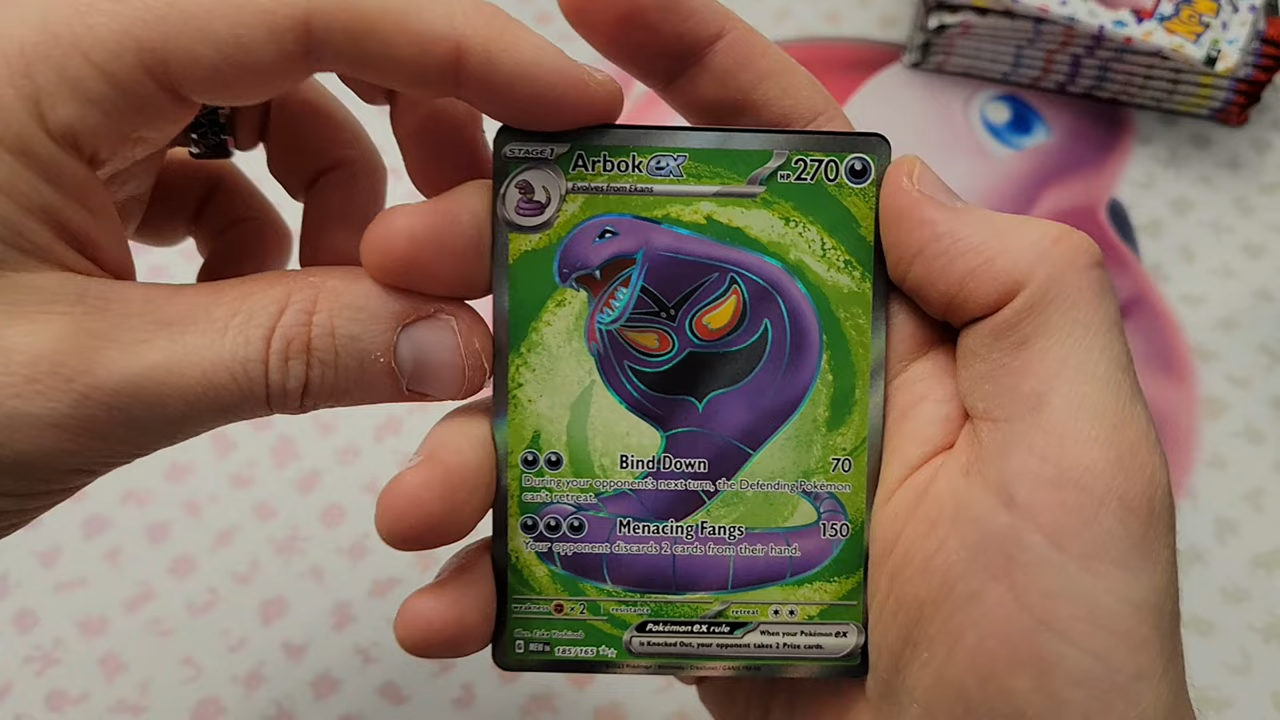 STAGE 1
Arbok ex
HP 270
Evolves from Ekans
Bind Down 70
During your opponent's next turn, the Defending Pokémon
can't retreat.
Menacing Fangs 150
Your opponent discards 2 cards from their hand.
weakness ×2 resistance retreat
Pokémon ex rule When your Pokémon ex
is Knocked Out, your opponent takes 2 Prize cards.
G MEW EN 185/165